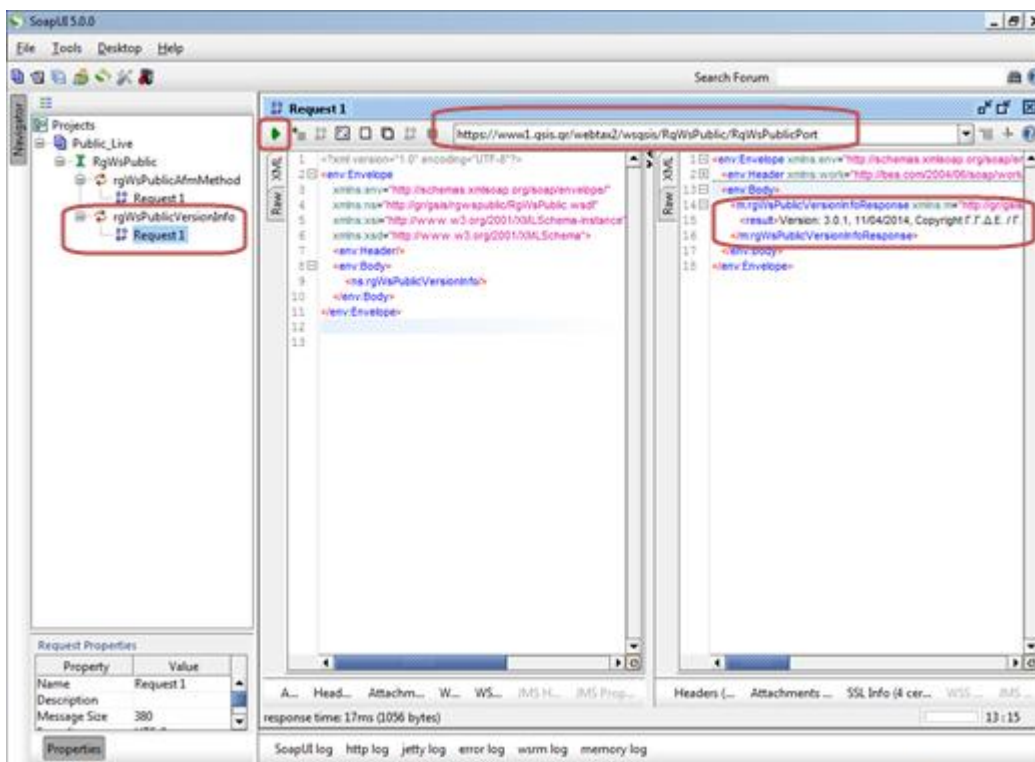 SoapUI 5.0.0
File Tools Desktop Help
Search Forum
Navigator
Projects
Public_Live
RgWsPublic
rgWsPublicAfmMethod
Request 1
rgWsPublicVersionInfo
Request 1
Request 1
https://www1.gsis.gr/webtax2/wsgsis/RgWsPublic/RgWsPublicPort
Raw XML
1 <?xml version="1.0" encoding="UTF-8"?>
2 <env:Envelope
3 xmlns:env="http://schemas.xmlsoap.org/soap/envelope/"
4 xmlns:ns="http://gr/gsis/rgwspublic/RgWsPublic.wsdl"
5 xmlns:xsi="http://www.w3.org/2001/XMLSchema-instance"
6 xmlns:xsd="http://www.w3.org/2001/XMLSchema">
7 <env:Header/>
8 <env:Body>
9 <ns:rgWsPublicVersionInfo/>
10 </env:Body>
11 </env:Envelope>
12
13
Raw XML
1 <env:Envelope xmlns:env="http://schemas.xmlsoap.org/soap/en
2 <env:Header xmlns:work="http://bea.com/2004/06/soap/work
13 <env:Body>
14 <m:rgWsPublicVersionInfoResponse xmlns:m="http://gr/gsis
15 <result>Version: 3.0.1, 11/04/2014, Copyright Γ.Γ.Δ.Ε. / Γ
16 </m:rgWsPublicVersionInfoResponse>
17 </env:Body>
18 </env:Envelope>
Request Properties
Property Value
Name Request 1
Description
Message Size 380
Properties
A... Head... Attachm... W... WS... JMS H... JMS Prop...
Headers (... Attachments ... SSL Info (4 cer... WSS ... JMS
response time: 17ms (1056 bytes)
13 : 15
SoapUI log http log jetty log error log wsrm log memory log